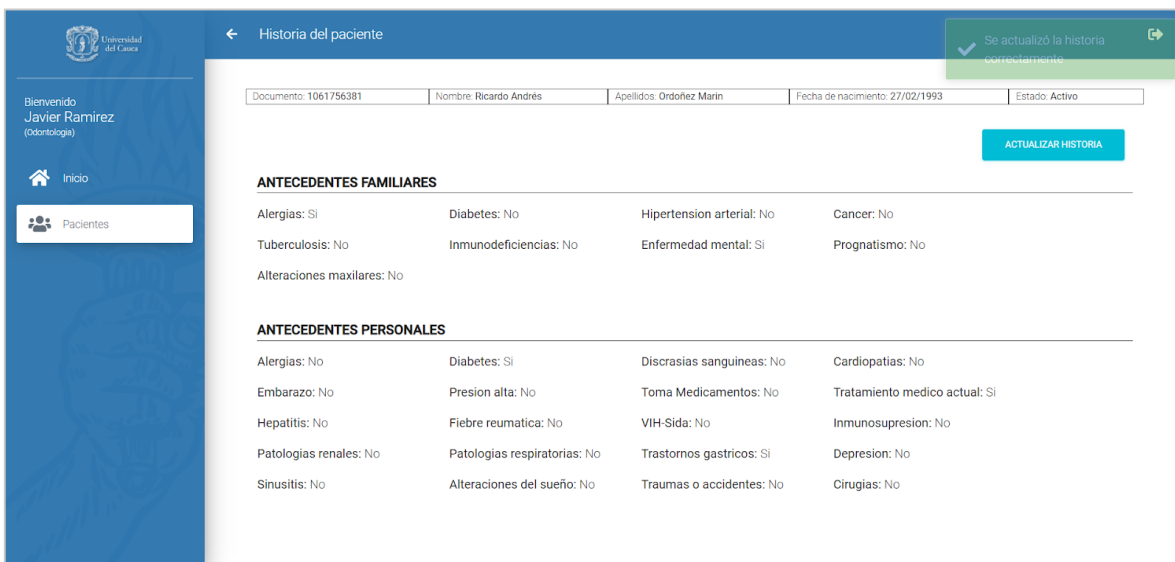 Universidad
del Cauca
Historia del paciente
Se actualizó la historia
correctamente
Bienvenido
Javier Ramirez
(Odontologia)
Inicio
Pacientes
Documento: 1061756381 Nombre: Ricardo Andrés Apellidos: Ordoñez Marin Fecha de nacimiento: 27/02/1993 Estado: Activo
ACTUALIZAR HISTORIA
ANTECEDENTES FAMILIARES
Alergias: Si Diabetes: No Hipertension arterial: No Cancer: No
Tuberculosis: No Inmunodeficiencias: No Enfermedad mental: Si Prognatismo: No
Alteraciones maxilares: No
ANTECEDENTES PERSONALES
Alergias: No Diabetes: Si Discrasias sanguineas: No Cardiopatias: No
Embarazo: No Presion alta: No Toma Medicamentos: No Tratamiento medico actual: Si
Hepatitis: No Fiebre reumatica: No VIH-Sida: No Inmunosupresion: No
Patologias renales: No Patologias respiratorias: No Trastornos gastricos: Si Depresion: No
Sinusitis: No Alteraciones del sueño: No Traumas o accidentes: No Cirugias: No